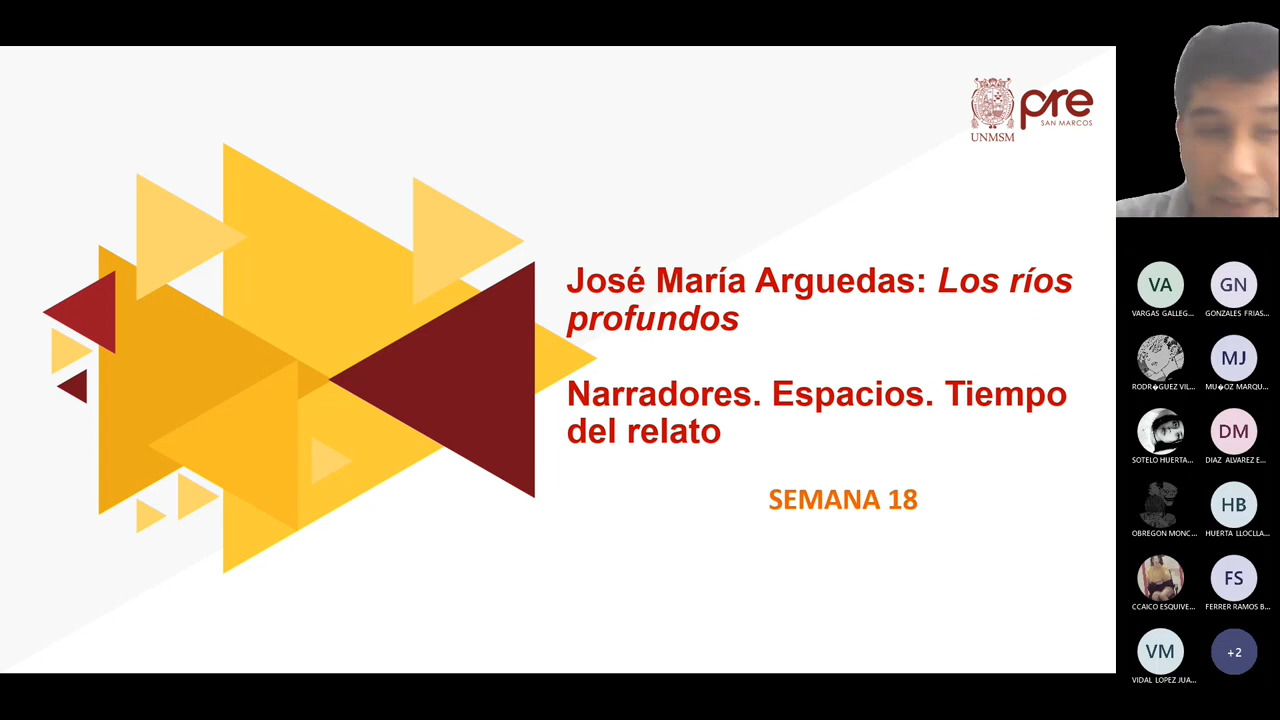 UNMSM
pre
SAN MARCOS
José María Arguedas: Los ríos
profundos
Narradores. Espacios. Tiempo
del relato
SEMANA 18
VA
VARGAS GALLEG...
GN
GONZALES FRIAS...
RODR�GUEZ VIL...
MJ
MU�OZ MARQU...
SOTELO HUERTA...
DM
DIAZ ALVAREZ E...
OBREGON MONC...
HB
HUERTA LLOCLLA...
CCAICO ESQUIVE...
FS
FERRER RAMOS B...
VM
VIDAL LOPEZ JUA...
+2